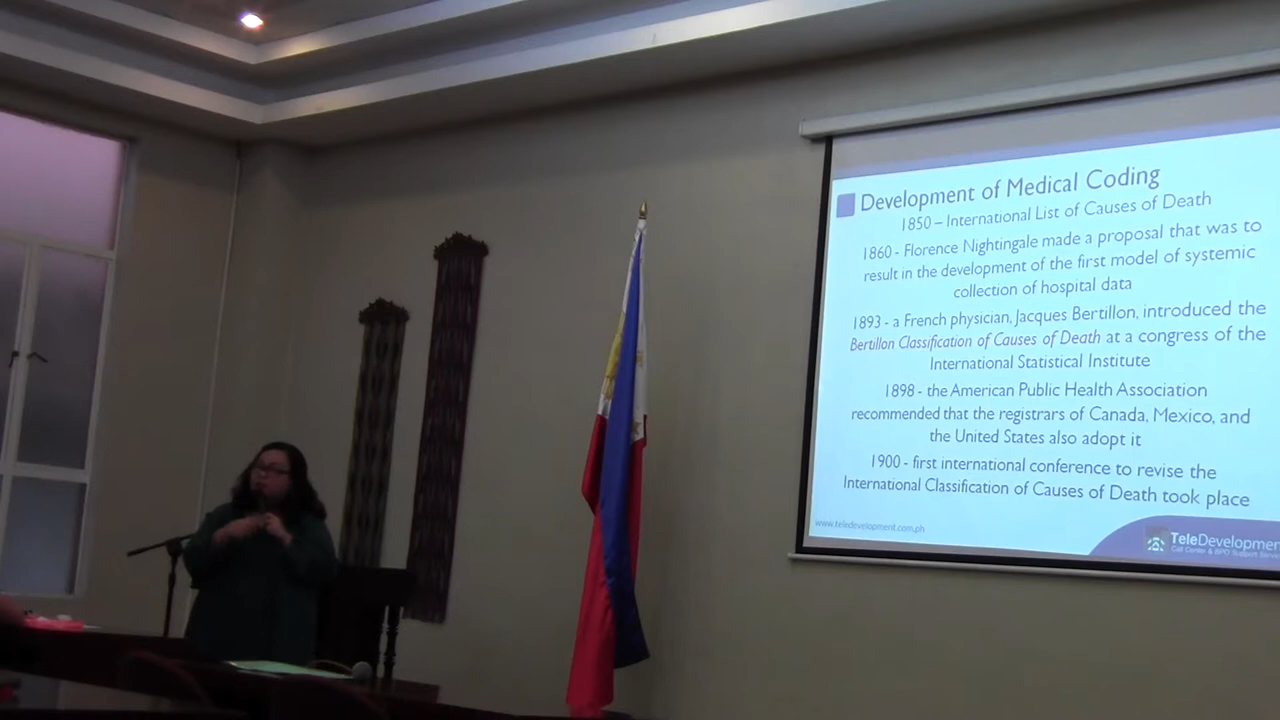 Development of Medical Coding
1850 – International List of Causes of Death
1860 - Florence Nightingale made a proposal that was to
result in the development of the first model of systemic
collection of hospital data
1893 - a French physician, Jacques Bertillon, introduced the
Bertillon Classification of Causes of Death at a congress of the
International Statistical Institute
1898 - the American Public Health Association
recommended that the registrars of Canada, Mexico, and
the United States also adopt it
1900 - first international conference to revise the
International Classification of Causes of Death took place
www.teledevelopment.com.ph
TeleDevelopmen
Call Center & BPO Support